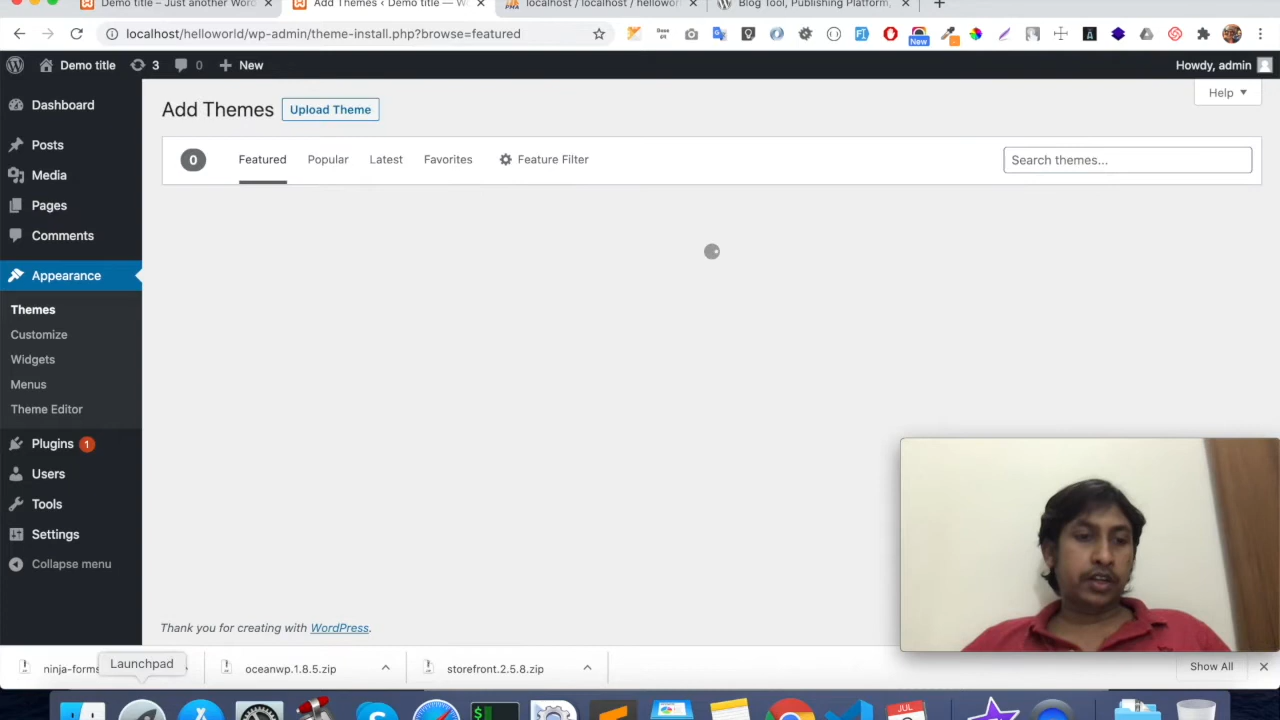 Demo title – Just another Word
Add Themes ‹ Demo title — W
localhost / localhost / hellowor
Blog Tool, Publishing Platform,
localhost/helloworld/wp-admin/theme-install.php?browse=featured
New
Demo title
3
0
New
Howdy, admin
Dashboard
Posts
Media
Pages
Comments
Appearance
Themes
Customize
Widgets
Menus
Theme Editor
Plugins 1
Users
Tools
Settings
Collapse menu
Add Themes
Upload Theme
Help
0
Featured
Popular
Latest
Favorites
Feature Filter
Search themes...
Thank you for creating with WordPress.
ninja-forms
Launchpad
oceanwp.1.8.5.zip
storefront.2.5.8.zip
Show All
JUL